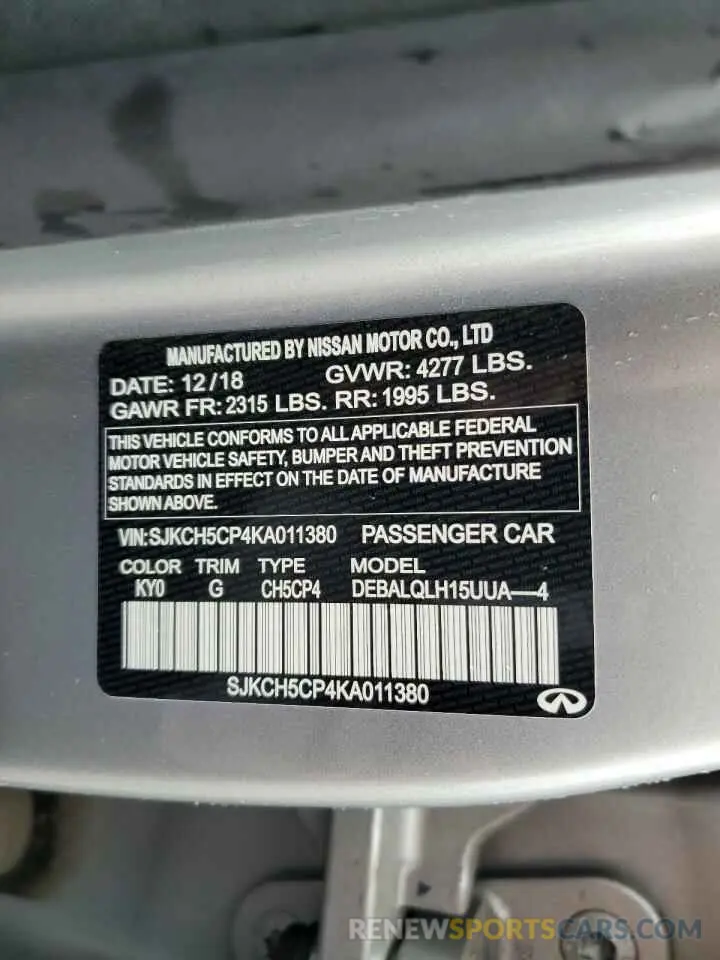 MANUFACTURED BY NISSAN MOTOR CO., LTD
DATE: 12/18 GVWR: 4277 LBS.
GAWR FR: 2315 LBS. RR: 1995 LBS.
THIS VEHICLE CONFORMS TO ALL APPLICABLE FEDERAL
MOTOR VEHICLE SAFETY, BUMPER AND THEFT PREVENTION
STANDARDS IN EFFECT ON THE DATE OF MANUFACTURE
SHOWN ABOVE.
VIN:SJKCH5CP4KA011380 PASSENGER CAR
COLOR TRIM TYPE MODEL
KY0 G CH5CP4 DEBALQLH15UUA—4
SJKCH5CP4KA011380
RENEWSPORTSCARS.COM